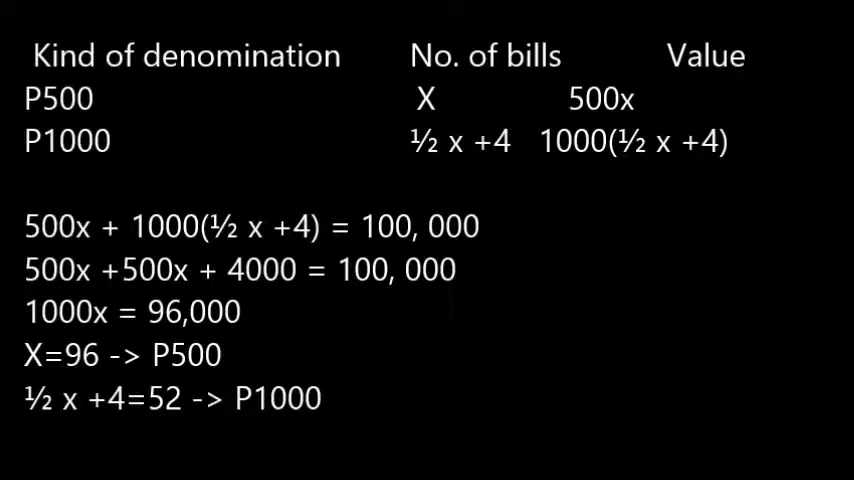 Kind of denomination No. of bills Value
P500 X 500x
P1000 ½ x +4 1000(½ x +4)
500x + 1000(½ x +4) = 100, 000
500x +500x + 4000 = 100, 000
1000x = 96,000
X=96 -> P500
½ x +4=52 -> P1000